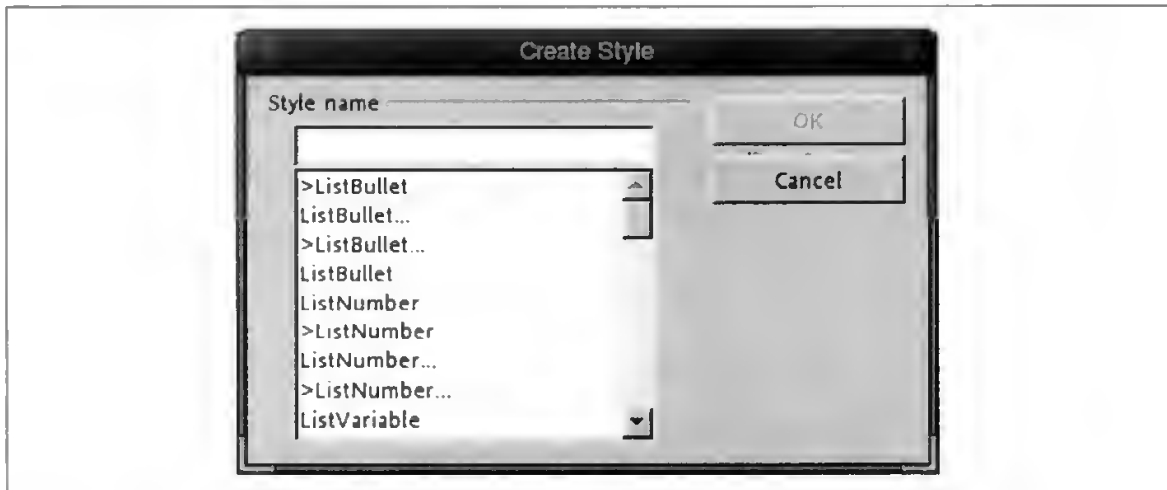 Create Style
Style name
OK
Cancel
>ListBullet
ListBullet...
>ListBullet...
ListBullet
ListNumber
>ListNumber
ListNumber...
>ListNumber...
ListVariable